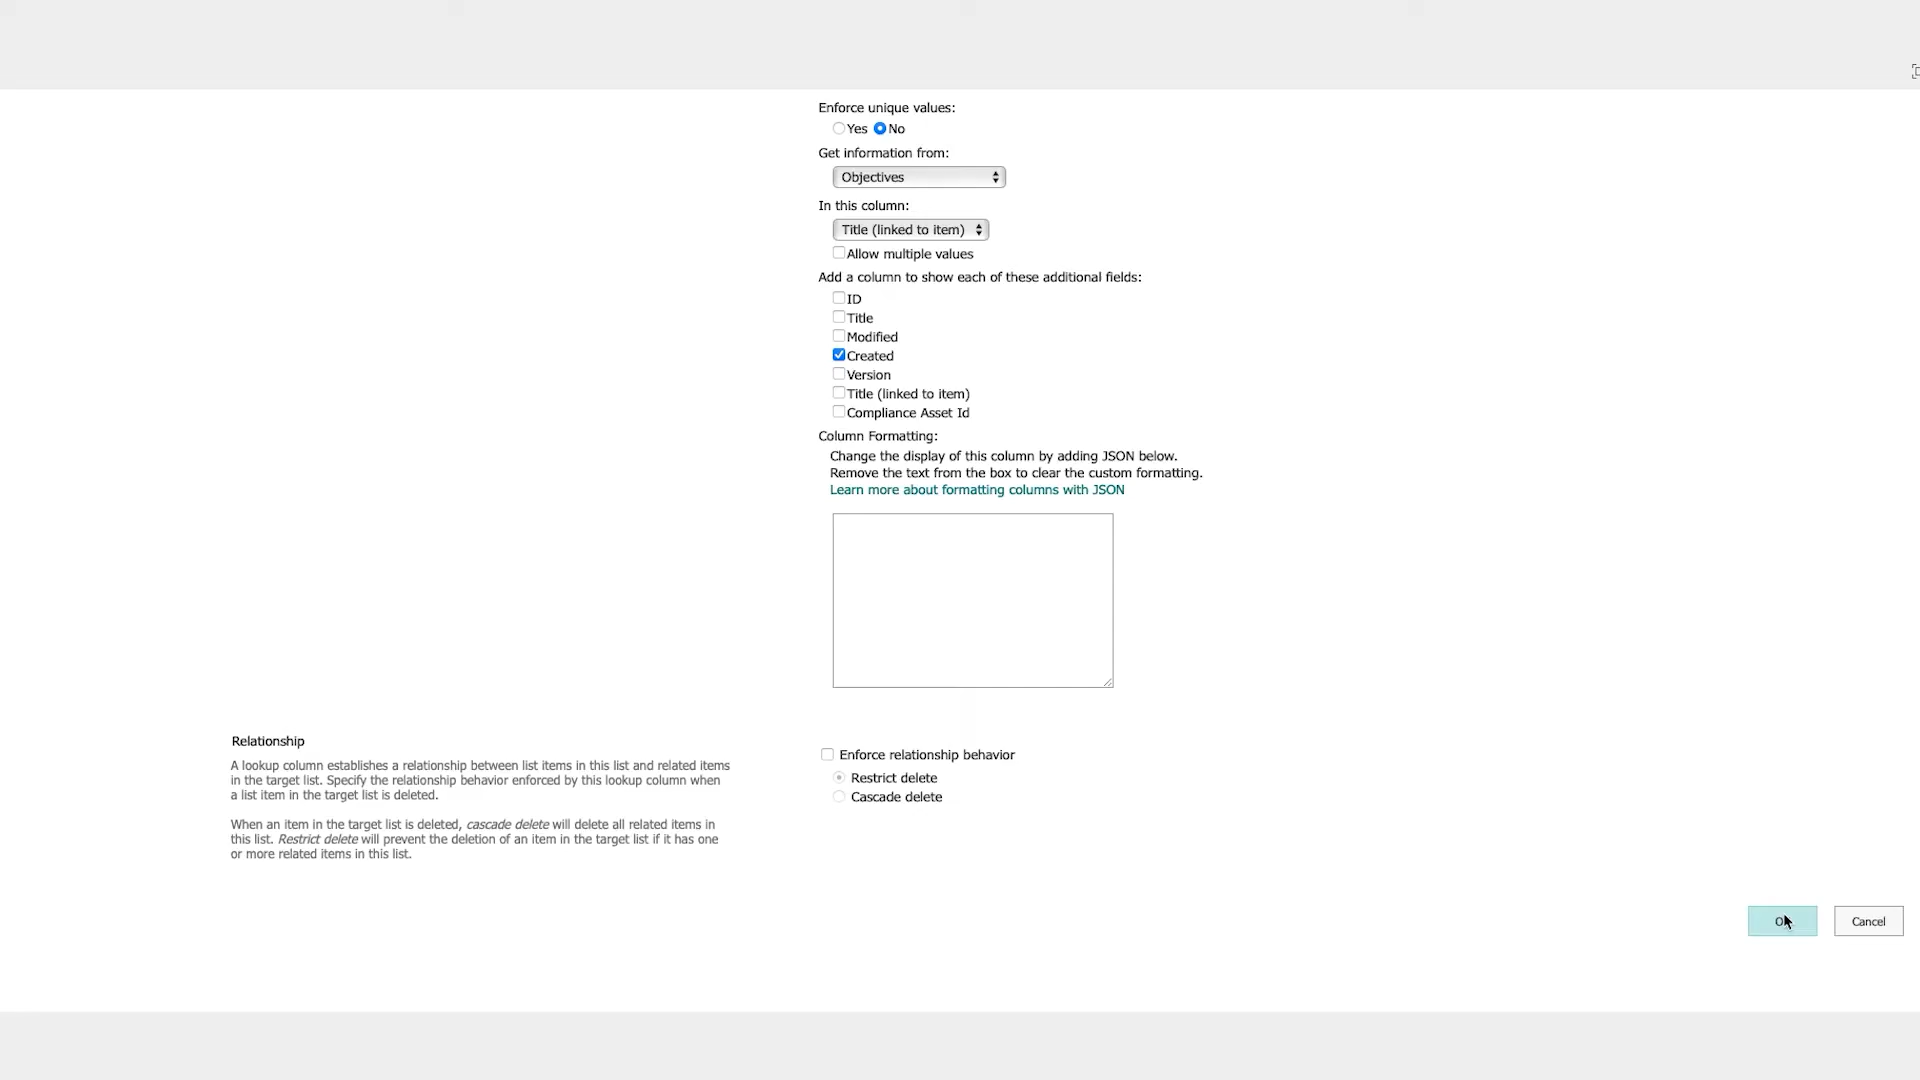 Enforce unique values:
Yes No
Get information from:
Objectives
In this column:
Title (linked to item)
Allow multiple values
Add a column to show each of these additional fields:
ID
Title
Modified
Created
Version
Title (linked to item)
Compliance Asset Id
Column Formatting:
Change the display of this column by adding JSON below.
Remove the text from the box to clear the custom formatting.
Learn more about formatting columns with JSON
Relationship
A lookup column establishes a relationship between list items in this list and related items
in the target list. Specify the relationship behavior enforced by this lookup column when
a list item in the target list is deleted.
When an item in the target list is deleted, cascade delete will delete all related items in
this list. Restrict delete will prevent the deletion of an item in the target list if it has one
or more related items in this list.
Enforce relationship behavior
Restrict delete
Cascade delete
Cancel